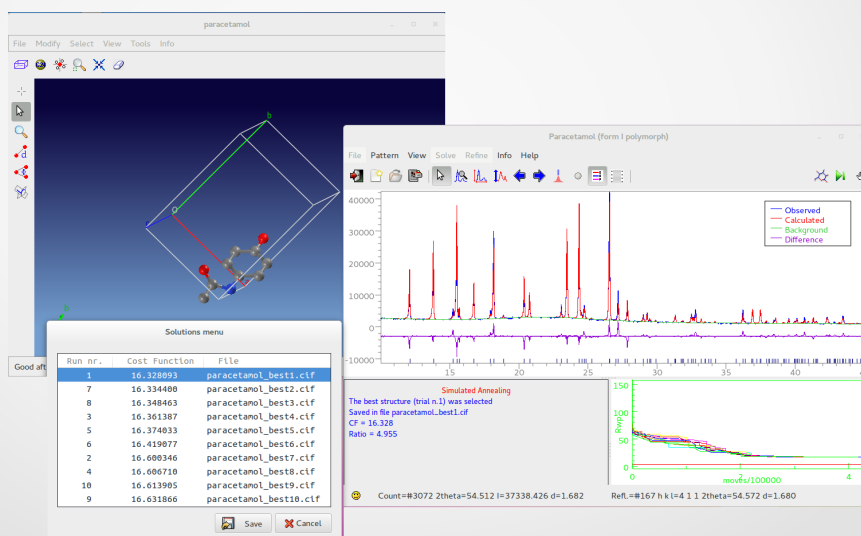 paracetamol
File Modify Select View Tools Info
b
o
b
Good aft
Solutions menu
Run nr. Cost Function File
1 16.328093 paracetamol_best1.cif
7 16.334400 paracetamol_best2.cif
8 16.348463 paracetamol_best3.cif
3 16.361387 paracetamol_best4.cif
5 16.374033 paracetamol_best5.cif
6 16.419077 paracetamol_best6.cif
2 16.600346 paracetamol_best7.cif
4 16.606710 paracetamol_best8.cif
10 16.613905 paracetamol_best9.cif
9 16.631866 paracetamol_best10.cif
Save Cancel
Paracetamol (form I polymorph)
File Pattern View Solve Refine Info Help
40000
30000
20000
10000
0
-10000
Observed
Calculated
Background
Difference
15 20 25 30 35 40 4
Simulated Annealing
The best structure (trial n.1) was selected
Saved in file paracetamol_best1.cif
CF = 16.328
Ratio = 4.955
150
100
50
0
Rwp
0 2 4
moves/100000
Count=#3072 2theta=54.512 I=37338.426 d=1.682 Refl.=#167 h k l=4 1 1 2theta=54.572 d=1.680